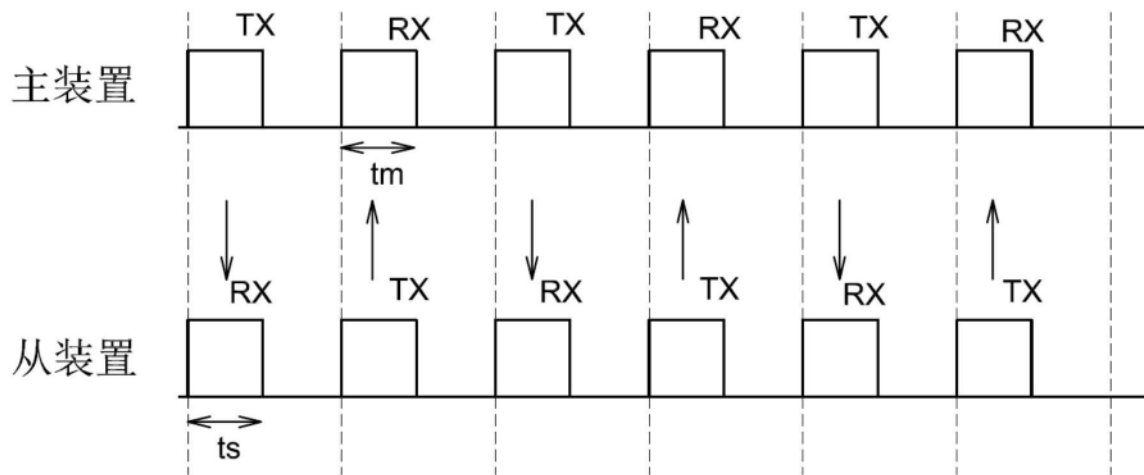 TX RX TX RX TX RX
主装置
tm
RX TX RX TX RX TX
从装置
ts